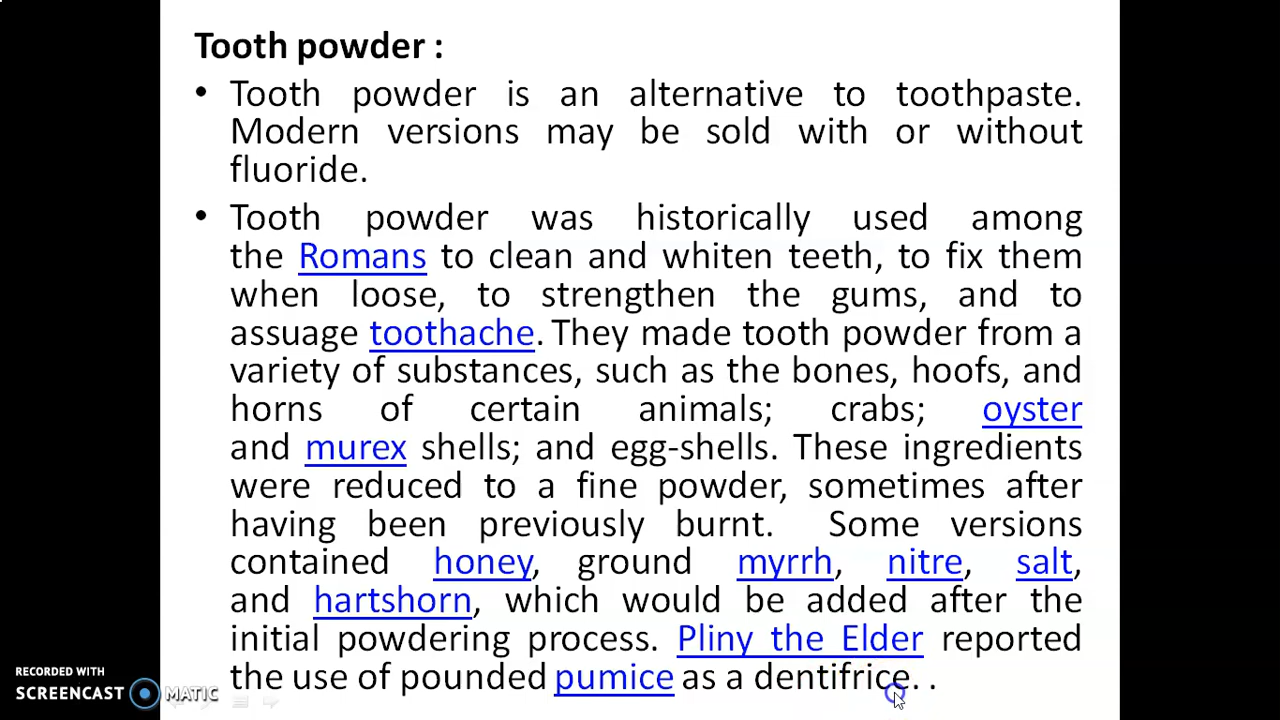 Tooth powder :
• Tooth powder is an alternative to toothpaste.
Modern versions may be sold with or without
fluoride.
• Tooth powder was historically used among
the Romans to clean and whiten teeth, to fix them
when loose, to strengthen the gums, and to
assuage toothache. They made tooth powder from a
variety of substances, such as the bones, hoofs, and
horns of certain animals; crabs; oyster
and murex shells; and egg-shells. These ingredients
were reduced to a fine powder, sometimes after
having been previously burnt. Some versions
contained honey, ground myrrh, nitre, salt,
and hartshorn, which would be added after the
initial powdering process. Pliny the Elder reported
the use of pounded pumice as a dentifrice. .
RECORDED WITH
SCREENCAST MATIC